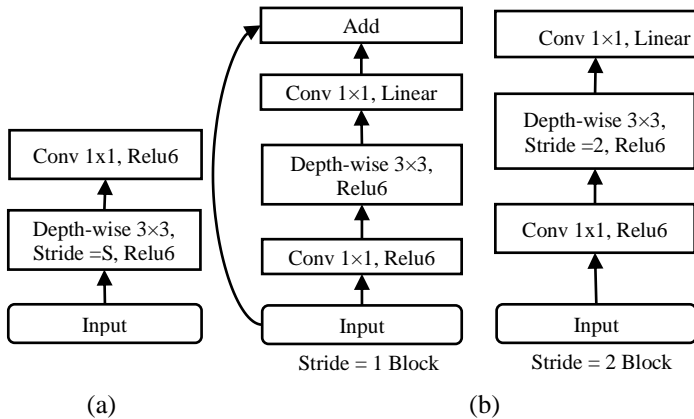 Conv 1x1, Relu6
Depth-wise 3×3,
Stride =S, Relu6
Input
(a)
Add
Conv 1×1, Linear
Depth-wise 3×3,
Relu6
Conv 1×1, Relu6
Input
Stride = 1 Block
Conv 1×1, Linear
Depth-wise 3×3,
Stride =2, Relu6
Conv 1x1, Relu6
Input
Stride = 2 Block
(b)